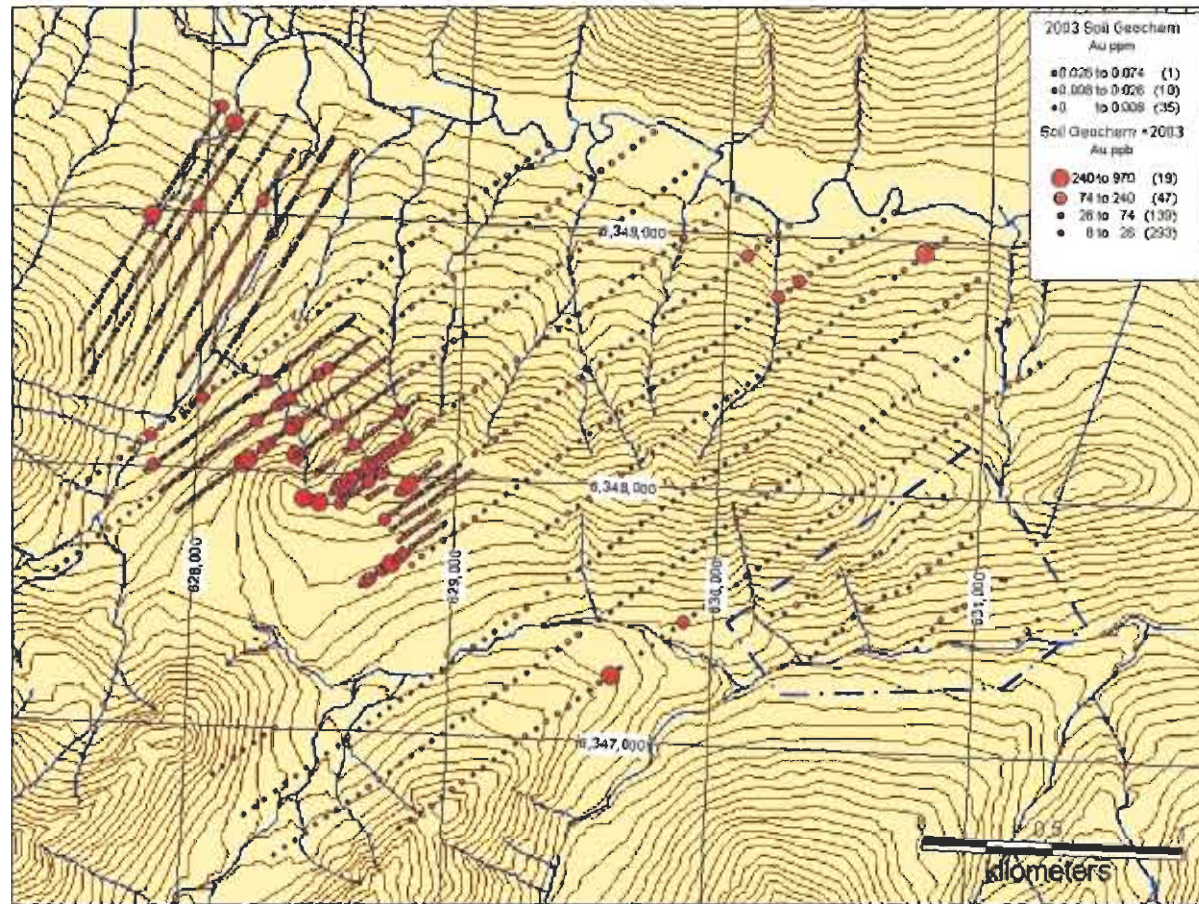 2003 Soil Geochem
Au ppm
0.026 to 0.074 (1)
0.008 to 0.026 (10)
0 to 0.008 (35)
Soil Geochem <2003
Au ppb
240 to 970 (19)
74 to 240 (47)
26 to 74 (139)
8 to 26 (293)
6,349,000
6,348,000
628,000
629,000
630,000
631,000
6,347,000
0.5
kilometers